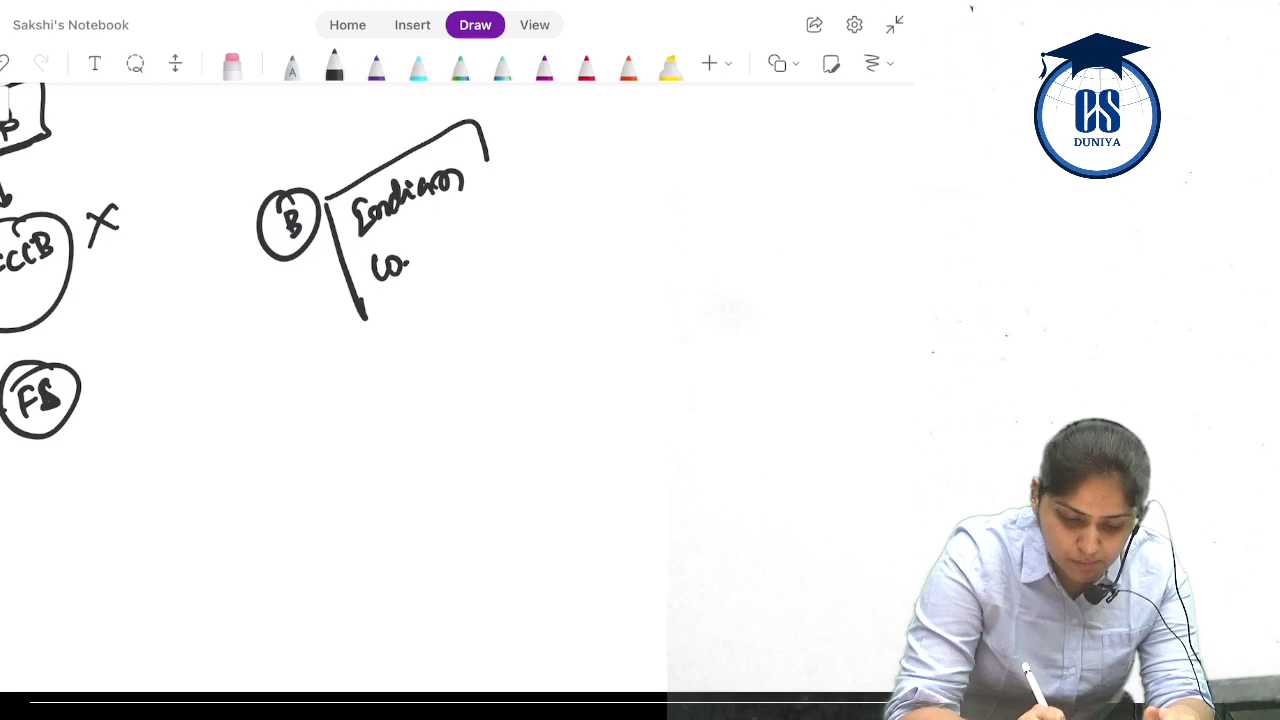 Sakshi's Notebook
Home Insert Draw View
T
A
CS
DUNIYA
CCB X
B Indian
Co.
FS